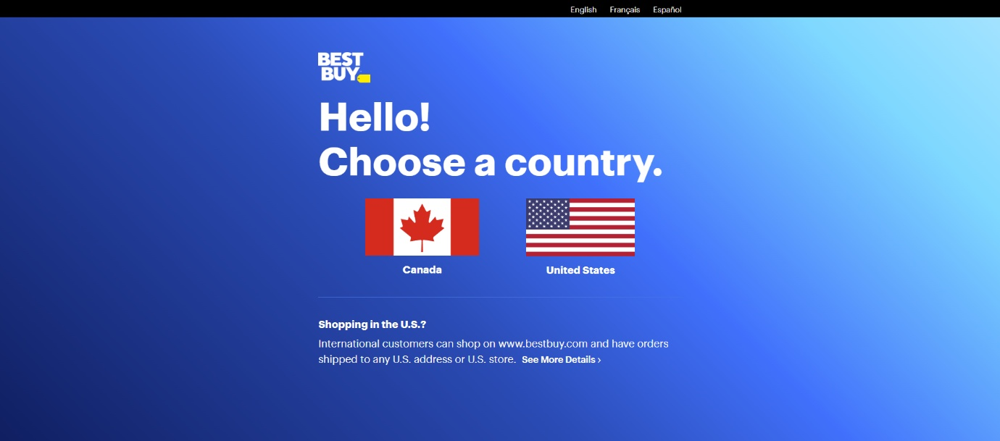 English Français Español
BEST
BUY
Hello!
Choose a country.
Canada
United States
Shopping in the U.S.?
International customers can shop on www.bestbuy.com and have orders
shipped to any U.S. address or U.S. store. See More Details ›